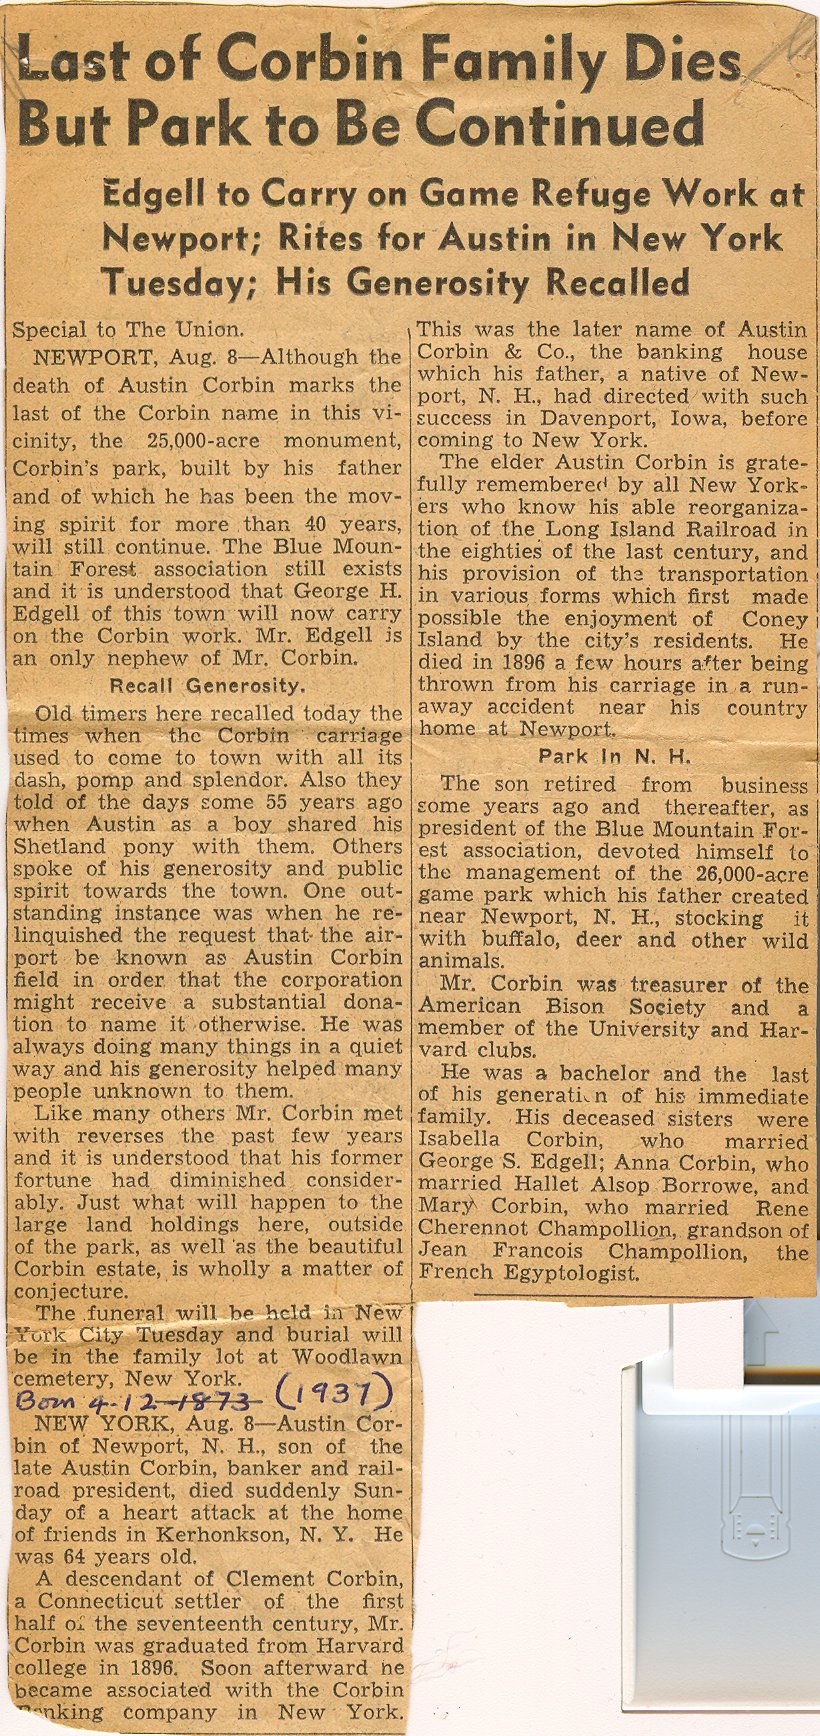 Last of Corbin Family Dies
But Park to Be Continued
Edgell to Carry on Game Refuge Work at
Newport; Rites for Austin in New York
Tuesday; His Generosity Recalled
Special to The Union.
NEWPORT, Aug. 8—Although the
death of Austin Corbin marks the
last of the Corbin name in this vi-
cinity, the 25,000-acre monument,
Corbin's park, built by his father
and of which he has been the mov-
ing spirit for more than 40 years,
will still continue. The Blue Moun-
tain Forest association still exists
and it is understood that George H.
Edgell of this town will now carry
on the Corbin work. Mr. Edgell is
an only nephew of Mr. Corbin.
Recall Generosity.
Old timers here recalled today the
times when the Corbin carriage
used to come to town with all its
dash, pomp and splendor. Also they
told of the days some 55 years ago
when Austin as a boy shared his
Shetland pony with them. Others
spoke of his generosity and public
spirit towards the town. One out-
standing instance was when he re-
linquished the request that the air-
port be known as Austin Corbin
field in order that the corporation
might receive a substantial dona-
tion to name it otherwise. He was
always doing many things in a quiet
way and his generosity helped many
people unknown to them.
Like many others Mr. Corbin met
with reverses the past few years
and it is understood that his former
fortune had diminished consider-
ably. Just what will happen to the
large land holdings here, outside
of the park, as well as the beautiful
Corbin estate, is wholly a matter of
conjecture.
The funeral will be held in New
York City Tuesday and burial will
be in the family lot at Woodlawn
cemetery, New York.
Born 4-12-1873 (1937)
NEW YORK, Aug. 8—Austin Cor-
bin of Newport, N. H., son of the
late Austin Corbin, banker and rail-
road president, died suddenly Sun-
day of a heart attack at the home
of friends in Kerhonkson, N. Y. He
was 64 years old.
A descendant of Clement Corbin,
a Connecticut settler of the first
half of the seventeenth century, Mr.
Corbin was graduated from Harvard
college in 1896. Soon afterward he
became associated with the Corbin
Banking company in New York.
This was the later name of Austin
Corbin & Co., the banking house
which his father, a native of New-
port, N. H., had directed with such
success in Davenport, Iowa, before
coming to New York.
The elder Austin Corbin is grate-
fully remembered by all New York-
ers who know his able reorganiza-
tion of the Long Island Railroad in
the eighties of the last century, and
his provision of the transportation
in various forms which first made
possible the enjoyment of Coney
Island by the city's residents. He
died in 1896 a few hours after being
thrown from his carriage in a run-
away accident near his country
home at Newport.
Park in N. H.
The son retired from business
some years ago and thereafter, as
president of the Blue Mountain For-
est association, devoted himself to
the management of the 26,000-acre
game park which his father created
near Newport, N. H., stocking it
with buffalo, deer and other wild
animals.
Mr. Corbin was treasurer of the
American Bison Society and a
member of the University and Har-
vard clubs.
He was a bachelor and the last
of his generation of his immediate
family. His deceased sisters were
Isabella Corbin, who married
George S. Edgell; Anna Corbin, who
married Hallet Alsop Borrowe, and
Mary Corbin, who married Rene
Cherennot Champollion, grandson of
Jean Francois Champollion, the
French Egyptologist.